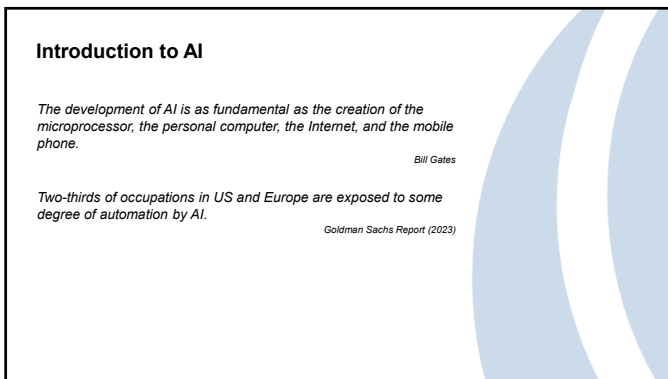 Introduction to AI
The development of AI is as fundamental as the creation of the
microprocessor, the personal computer, the Internet, and the mobile
phone.
Bill Gates
Two-thirds of occupations in US and Europe are exposed to some
degree of automation by AI.
Goldman Sachs Report (2023)